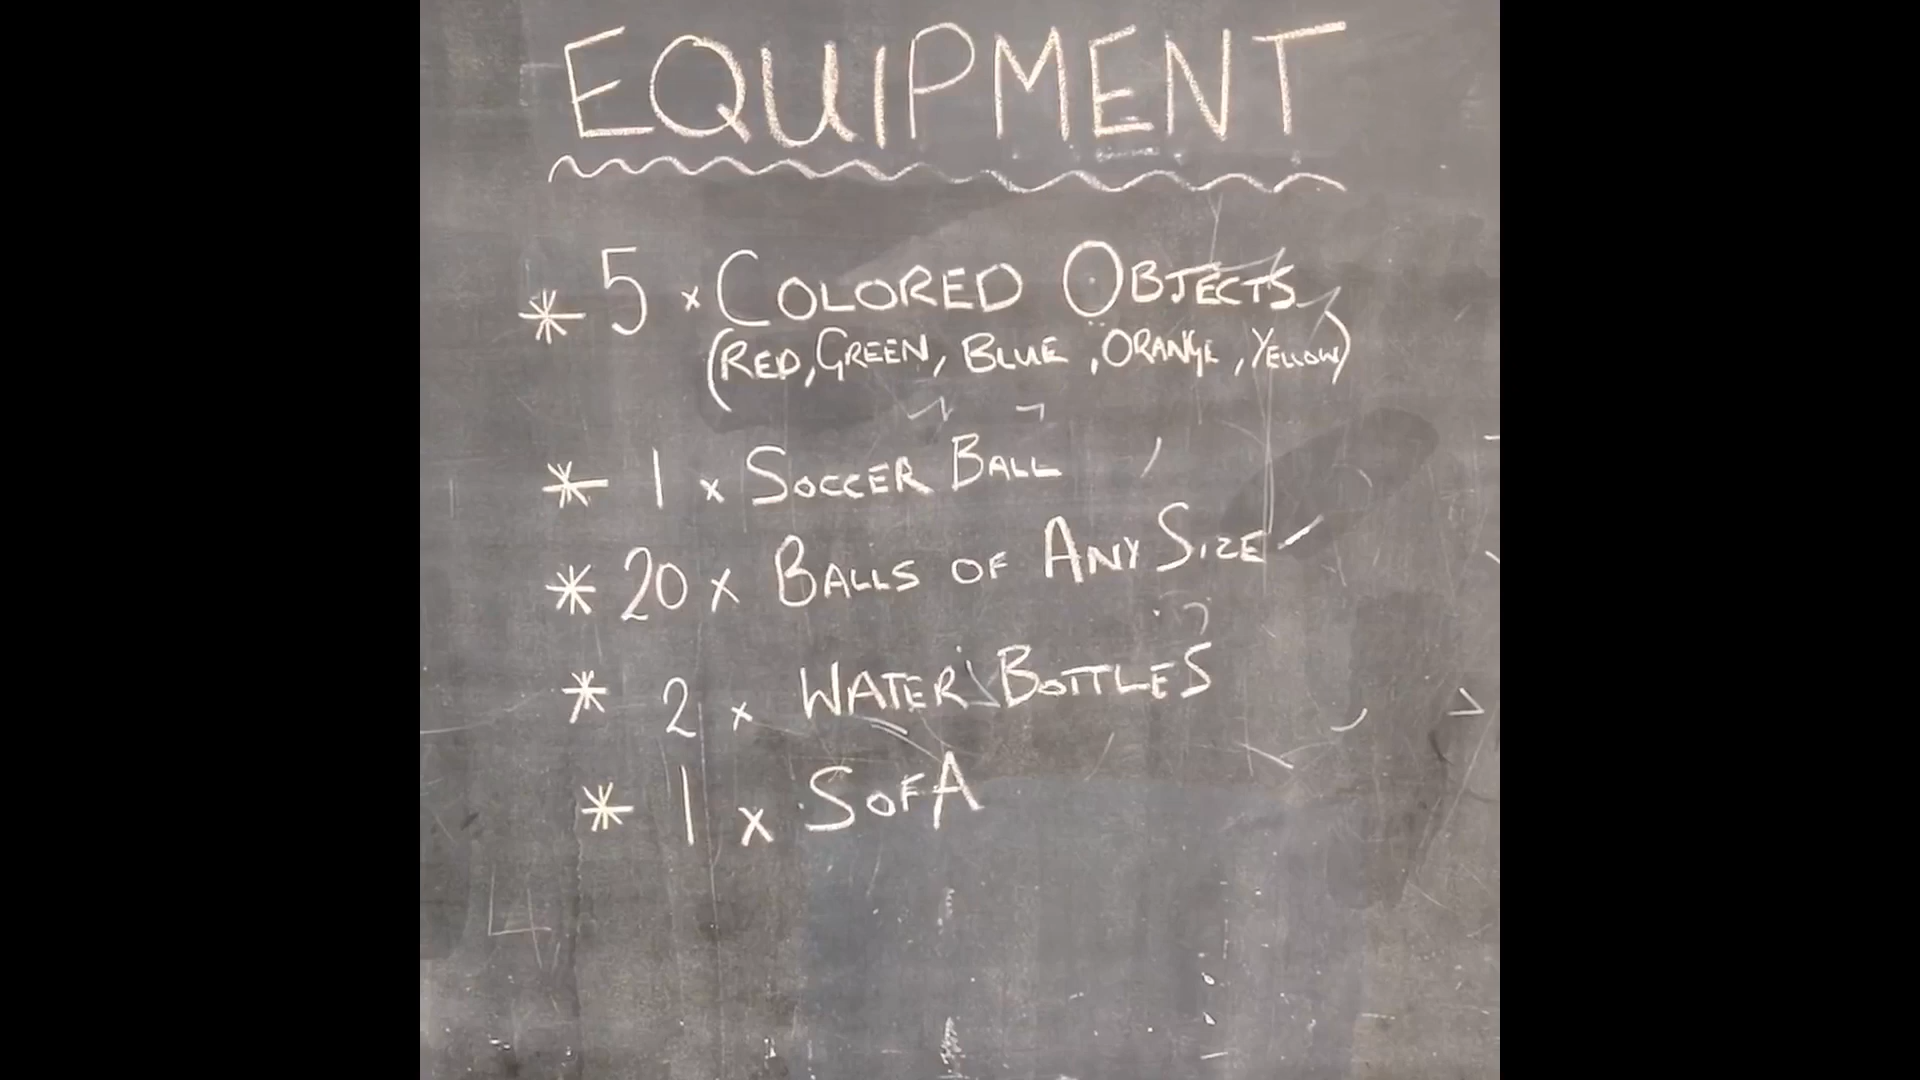 EQUIPMENT
* 5 x COLORED OBJECTS
(RED, GREEN, BLUE, ORANGE, YELLOW)
* 1 x SOCCER BALL
* 20 x BALLS OF ANY SIZE
* 2 x WATER BOTTLES
* 1 x SOFA